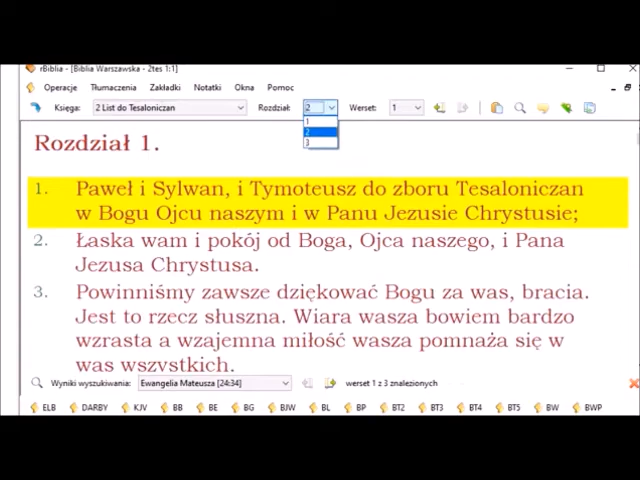 rBiblia - [Biblia Warszawska - 2tes 1:1]
Operacje Tłumaczenia Zakładki Notatki Okna Pomoc
Księga: 2 List do Tesaloniczan Rozdział: 2 Werset: 1
1
2
3
Rozdział 1.
1. Paweł i Sylwan, i Tymoteusz do zboru Tesaloniczan
w Bogu Ojcu naszym i w Panu Jezusie Chrystusie;
2. Łaska wam i pokój od Boga, Ojca naszego, i Pana
Jezusa Chrystusa.
3. Powinniśmy zawsze dziękować Bogu za was, bracia.
Jest to rzecz słuszna. Wiara wasza bowiem bardzo
wzrasta a wzajemna miłość wasza pomnaża się w
was wszystkich.
Wyniki wyszukiwania: Ewangelia Mateusza [24:34] werset 1 z 3 znalezionych
ELB DARBY KJV BB BE BG BJW BL BP BT2 BT3 BT4 BT5 BW BWP